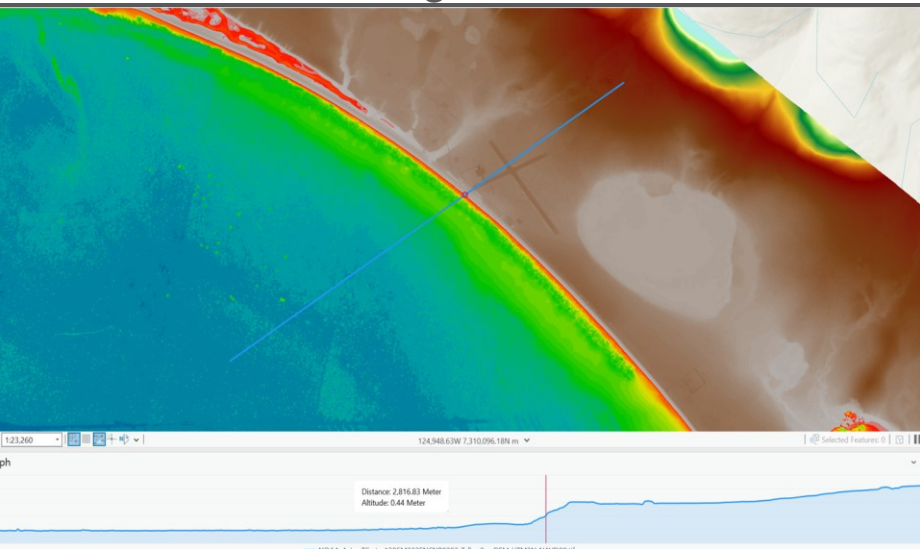 1:23,260
124,948.63W 7,310,096.18N m
Selected Features: 0
ph
Distance: 2,816.83 Meter
Altitude: 0.44 Meter